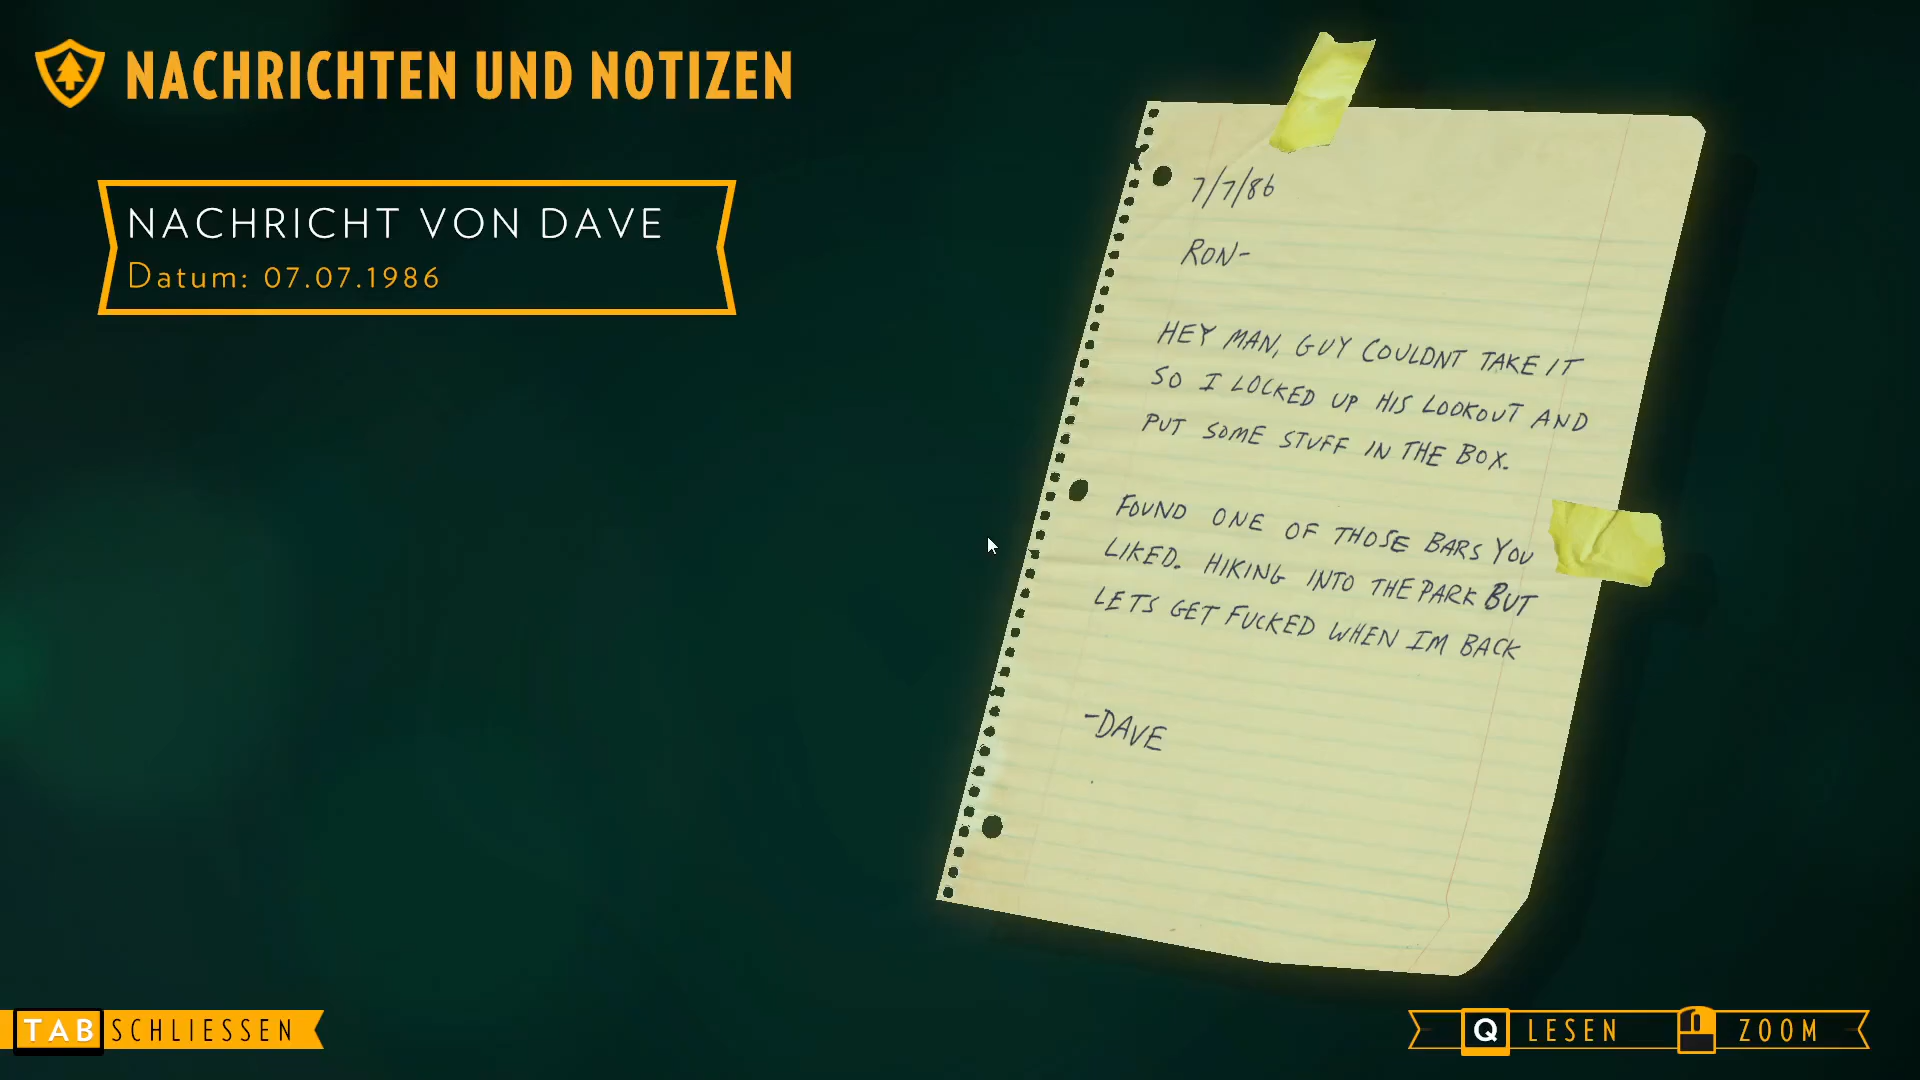 NACHRICHTEN UND NOTIZEN
NACHRICHT VON DAVE
Datum: 07.07.1986
7/7/86
RON-
HEY MAN, GUY COULDNT TAKE IT
SO I LOCKED UP HIS LOOKOUT AND
PUT SOME STUFF IN THE BOX.
FOUND ONE OF THOSE BARS YOU
LIKED. HIKING INTO THE PARK BUT
LETS GET FUCKED WHEN IM BACK
-DAVE
TAB SCHLIESSEN
Q LESEN ZOOM